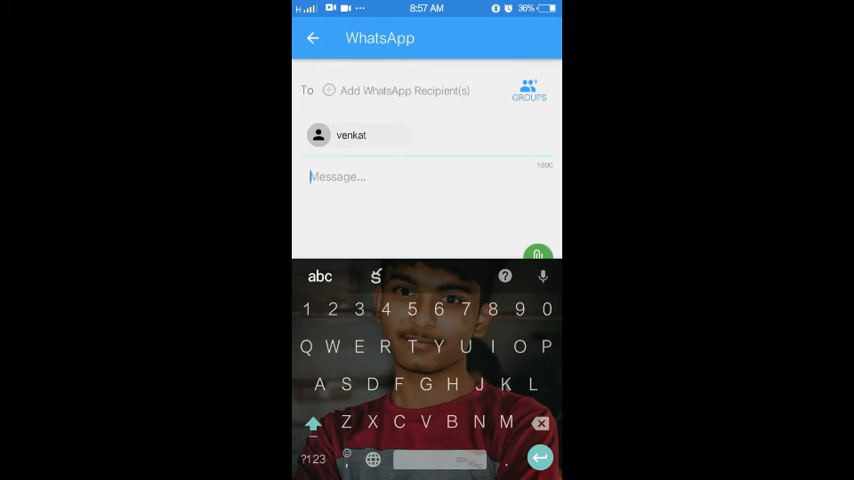 H 8:57 AM 36%
WhatsApp
To Add WhatsApp Recipient(s)
GROUPS
venkat
Message...
abc క ?
1 2 3 4 5 6 7 8 9 0
Q W E R T Y U I O P
A S D F G H J K L
Z X C V B N M
?123 , .